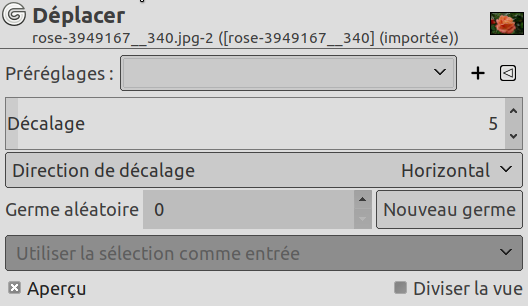 Déplacer
rose-3949167__340.jpg-2 ([rose-3949167__340] (importée))
Préréglages :
Décalage 5
Direction de décalage Horizontal
Germe aléatoire 0 Nouveau germe
Utiliser la sélection comme entrée
Aperçu Diviser la vue